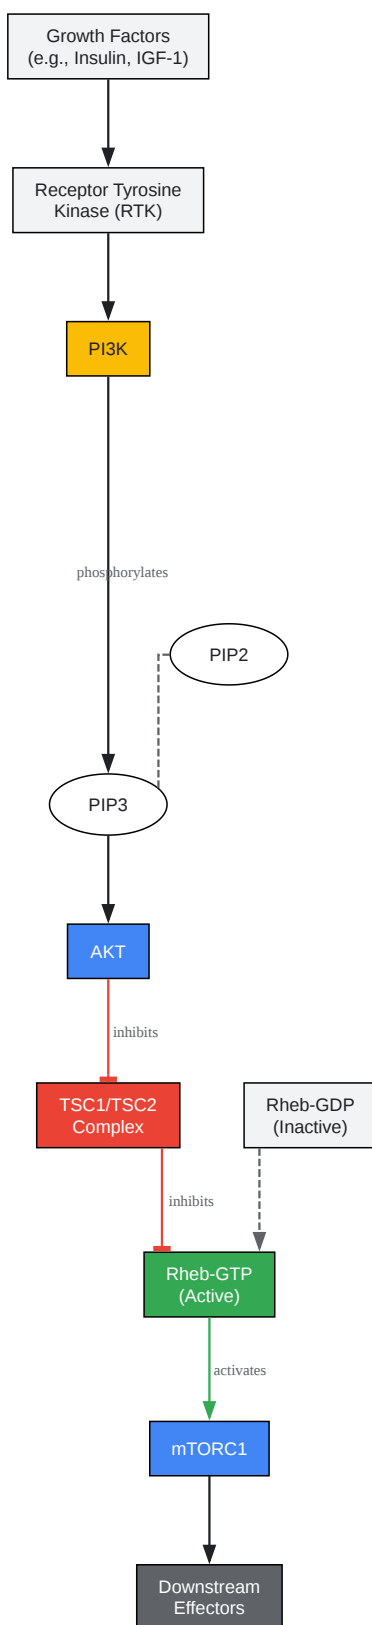 Growth Factors
(e.g., Insulin, IGF-1)
Receptor Tyrosine
Kinase (RTK)
PI3K
phosphorylates
PIP2
PIP3
AKT
inhibits
TSC1/TSC2
Complex
Rheb-GDP
(Inactive)
inhibits
Rheb-GTP
(Active)
activates
mTORC1
Downstream
Effectors